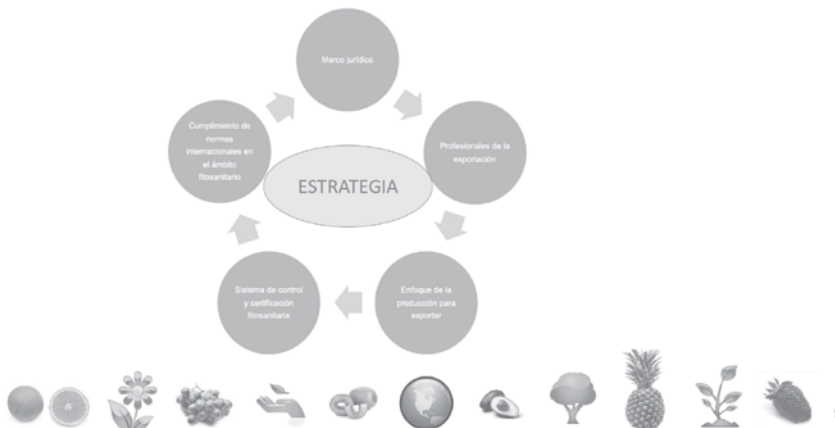 Marco jurídico
Profesionales de la
exportación
Enfoque de la
producción para
exportar
Sistema de control
y certificación
fitosanitaria
Cumplimiento de
normas
internacionales en
el ámbito
fitosanitario
ESTRATEGIA